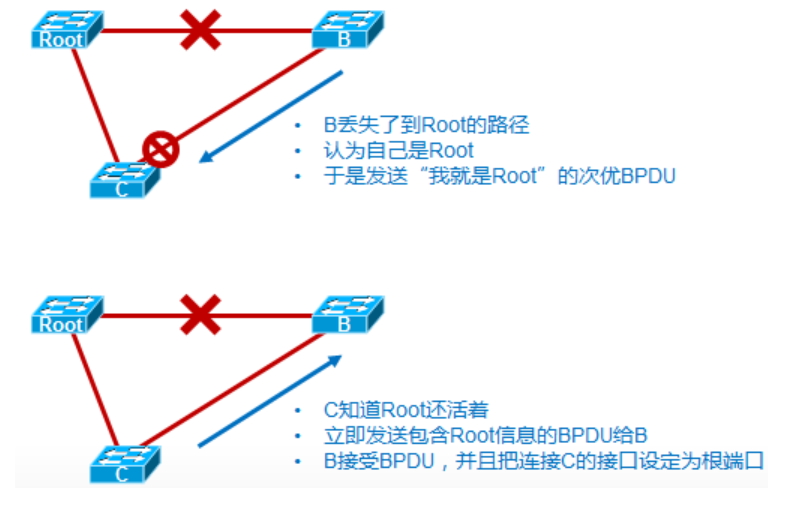 Root
B
C
• B丢失了到Root的路径
• 认为自己是Root
• 于是发送“我就是Root”的次优BPDU
Root
B
C
• C知道Root还活着
• 立即发送包含Root信息的BPDU给B
• B接受BPDU，并且把连接C的接口设定为根端口